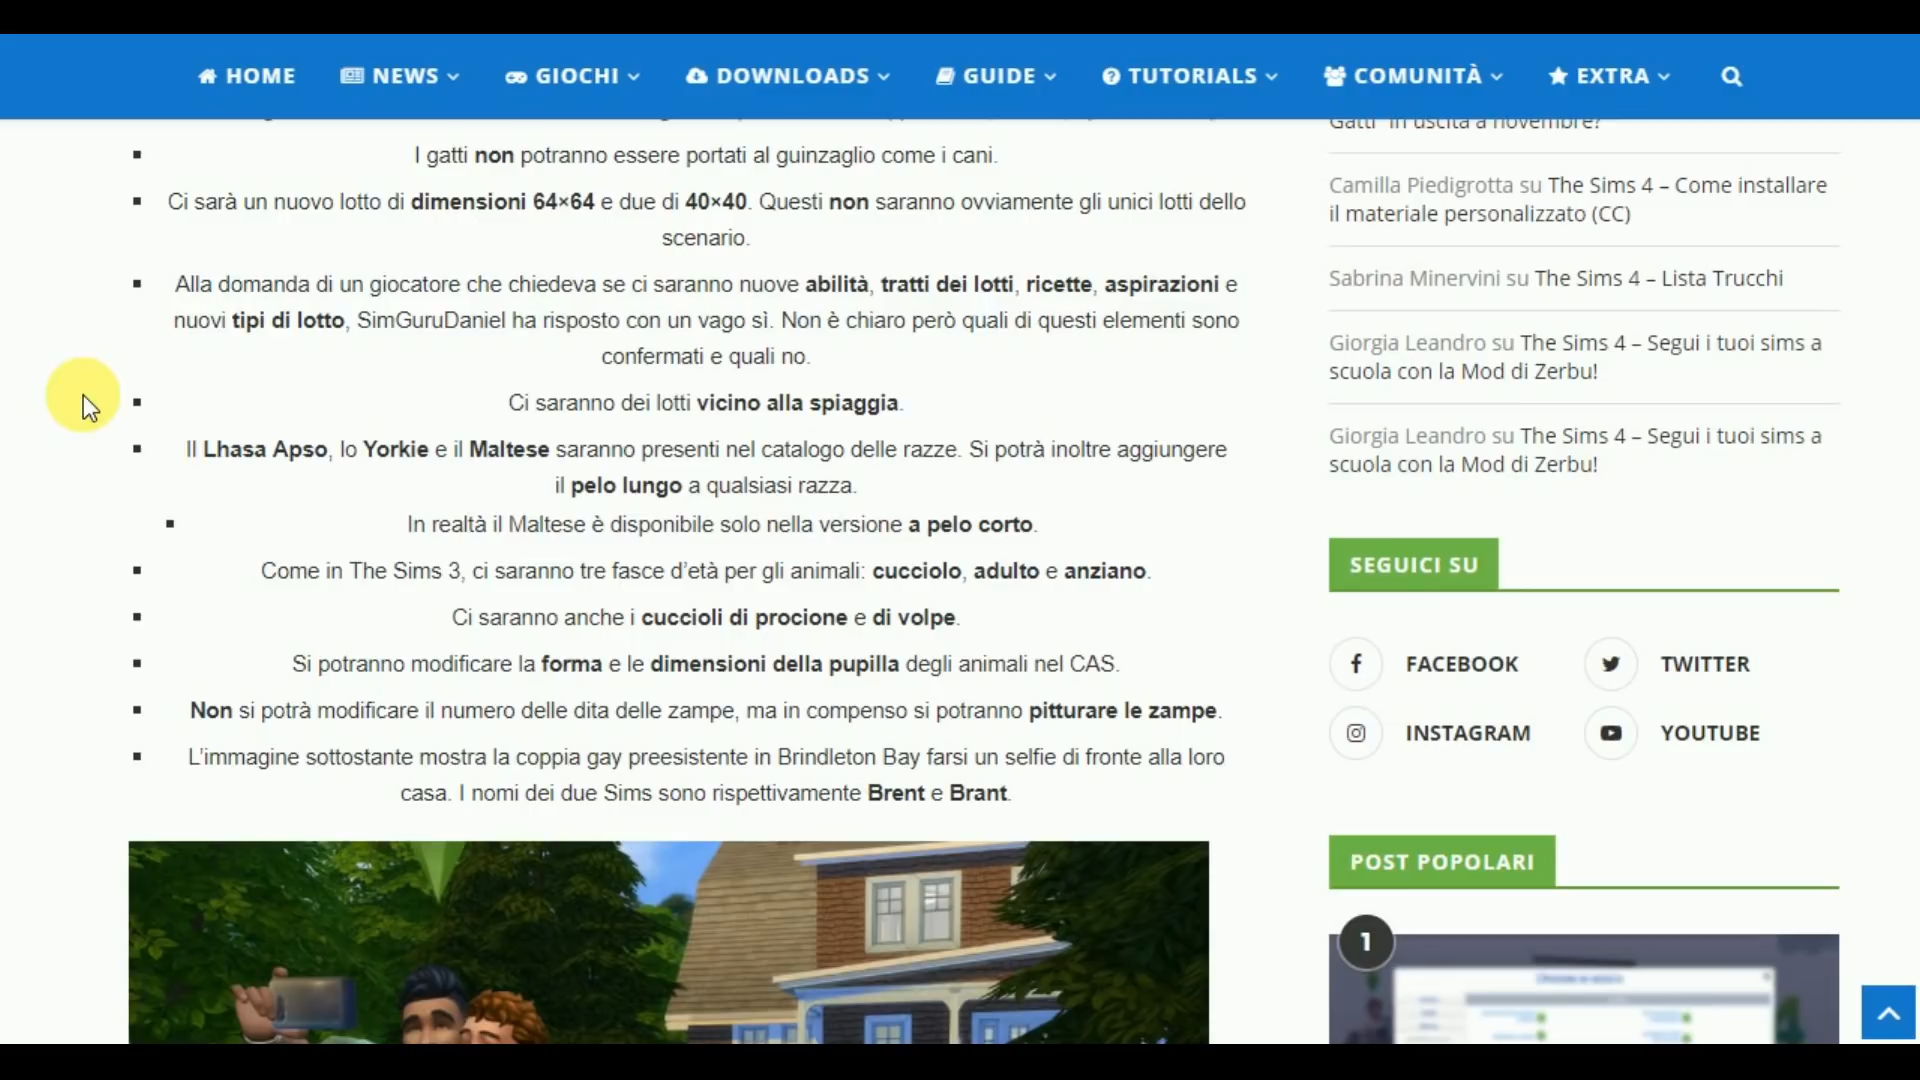 HOME NEWS GIOCHI DOWNLOADS GUIDE TUTORIALS COMUNITÀ EXTRA
I gatti non potranno essere portati al guinzaglio come i cani.
Ci sarà un nuovo lotto di dimensioni 64×64 e due di 40×40. Questi non saranno ovviamente gli unici lotti dello
scenario.
Alla domanda di un giocatore che chiedeva se ci saranno nuove abilità, tratti dei lotti, ricette, aspirazioni e
nuovi tipi di lotto, SimGuruDaniel ha risposto con un vago sì. Non è chiaro però quali di questi elementi sono
confermati e quali no.
Ci saranno dei lotti vicino alla spiaggia.
Il Lhasa Apso, lo Yorkie e il Maltese saranno presenti nel catalogo delle razze. Si potrà inoltre aggiungere
il pelo lungo a qualsiasi razza.
In realtà il Maltese è disponibile solo nella versione a pelo corto.
Come in The Sims 3, ci saranno tre fasce d'età per gli animali: cucciolo, adulto e anziano.
Ci saranno anche i cuccioli di procione e di volpe.
Si potranno modificare la forma e le dimensioni della pupilla degli animali nel CAS.
Non si potrà modificare il numero delle dita delle zampe, ma in compenso si potranno pitturare le zampe.
L'immagine sottostante mostra la coppia gay preesistente in Brindleton Bay farsi un selfie di fronte alla loro
casa. I nomi dei due Sims sono rispettivamente Brent e Brant.
Gatti" in uscita a novembre?
Camilla Piedigrotta su The Sims 4 – Come installare
il materiale personalizzato (CC)
Sabrina Minervini su The Sims 4 – Lista Trucchi
Giorgia Leandro su The Sims 4 – Segui i tuoi sims a
scuola con la Mod di Zerbu!
Giorgia Leandro su The Sims 4 – Segui i tuoi sims a
scuola con la Mod di Zerbu!
SEGUICI SU
FACEBOOK TWITTER
INSTAGRAM YOUTUBE
POST POPOLARI
1